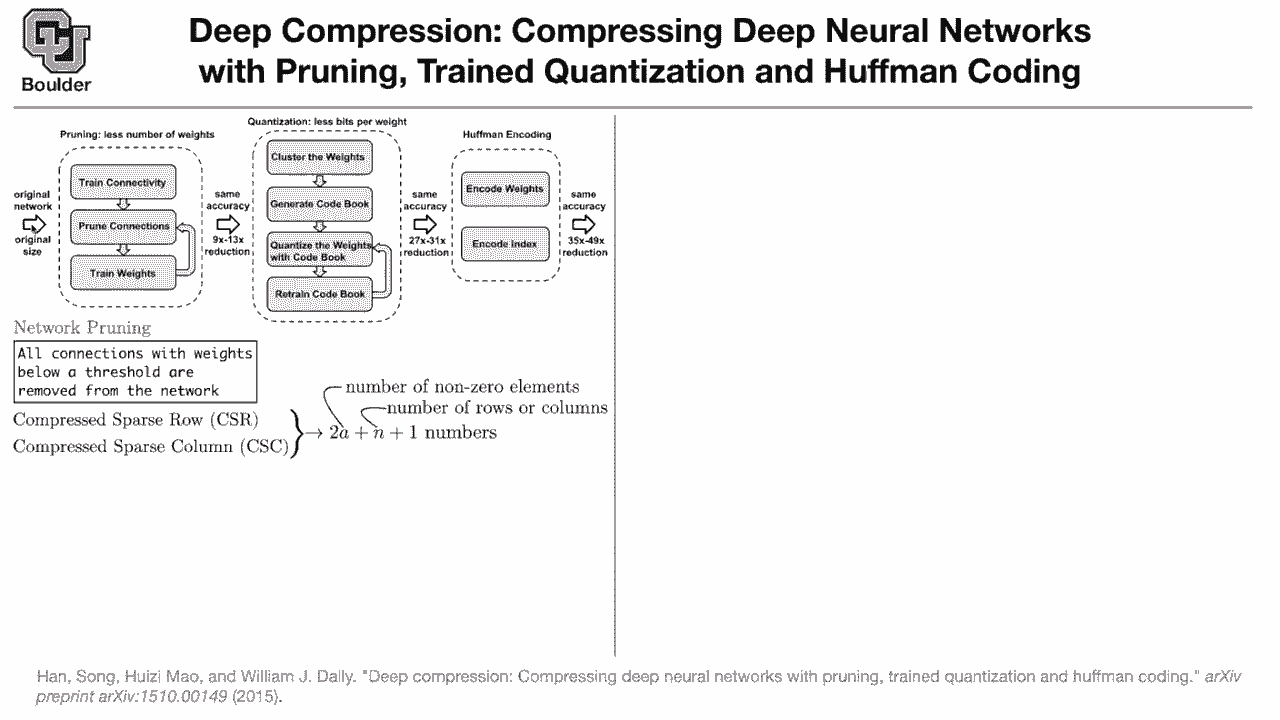 Boulder
Deep Compression: Compressing Deep Neural Networks
with Pruning, Trained Quantization and Huffman Coding
Pruning: less number of weights
Quantization: less bits per weight
Huffman Encoding
original
network
original
size
Train Connectivity
Prune Connections
Train Weights
same
accuracy
9x-13x
reduction
Cluster the Weights
Generate Code Book
Quantize the Weights
with Code Book
Retrain Code Book
same
accuracy
27x-31x
reduction
Encode Weights
Encode Index
same
accuracy
35x-49x
reduction
Network Pruning
All connections with weights
below a threshold are
removed from the network
Compressed Sparse Row (CSR)
Compressed Sparse Column (CSC)
number of non-zero elements
number of rows or columns
→ 2a + n + 1 numbers
Han, Song, Huizi Mao, and William J. Dally. "Deep compression: Compressing deep neural networks with pruning, trained quantization and huffman coding." arXiv
preprint arXiv:1510.00149 (2015).